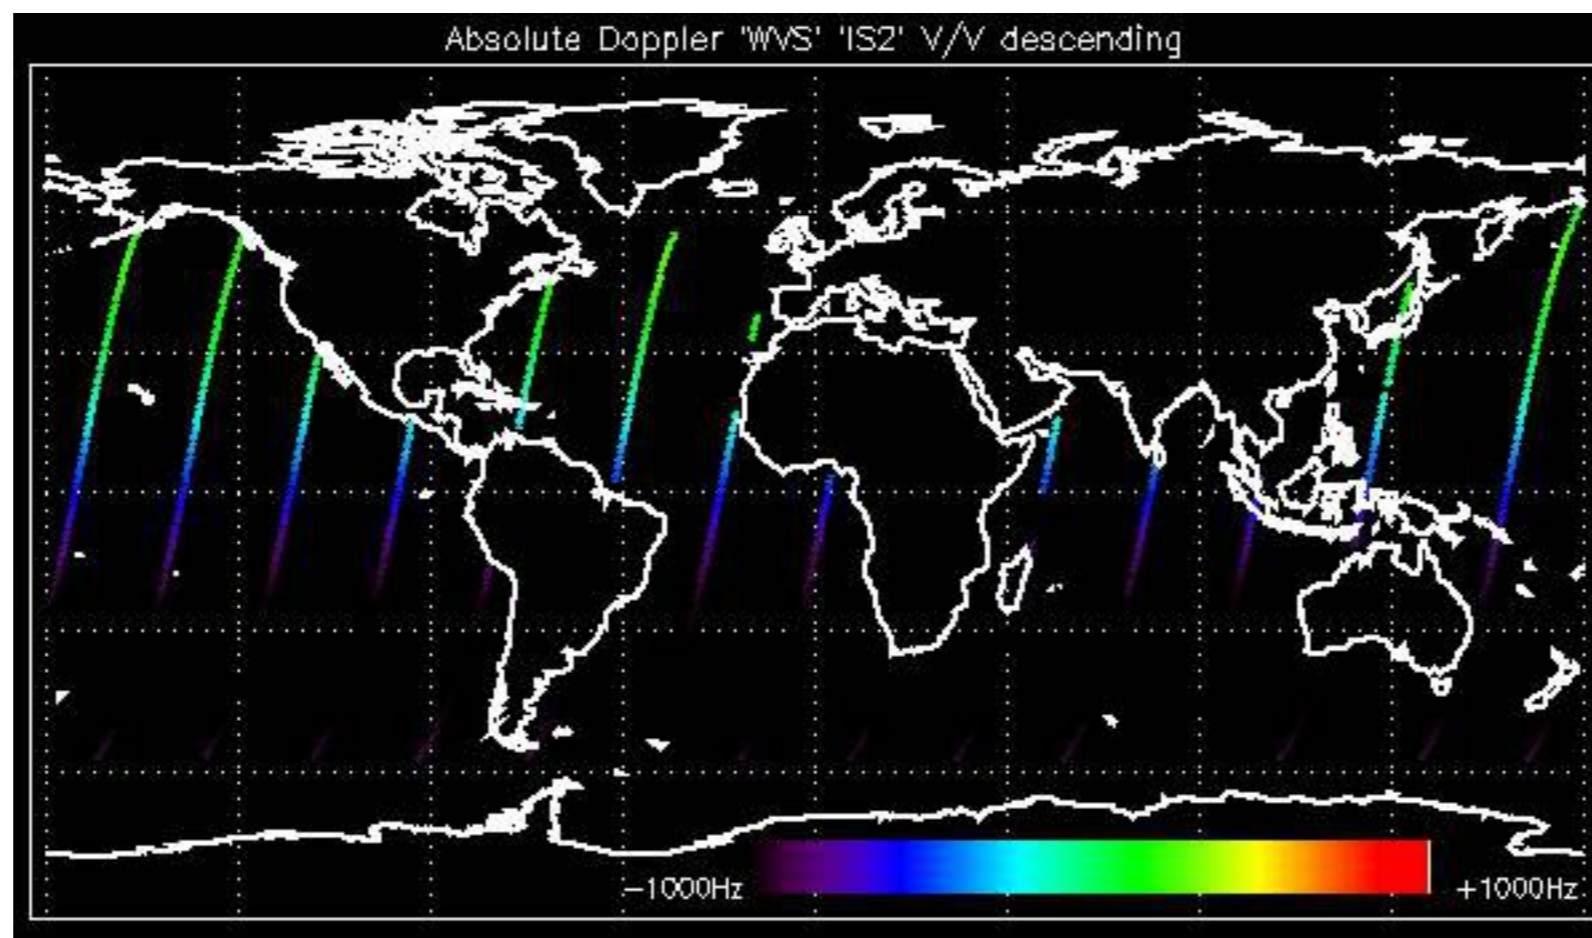 Absolute Doppler 'WVS' 'IS2' V/V descending
−1000Hz +1000Hz